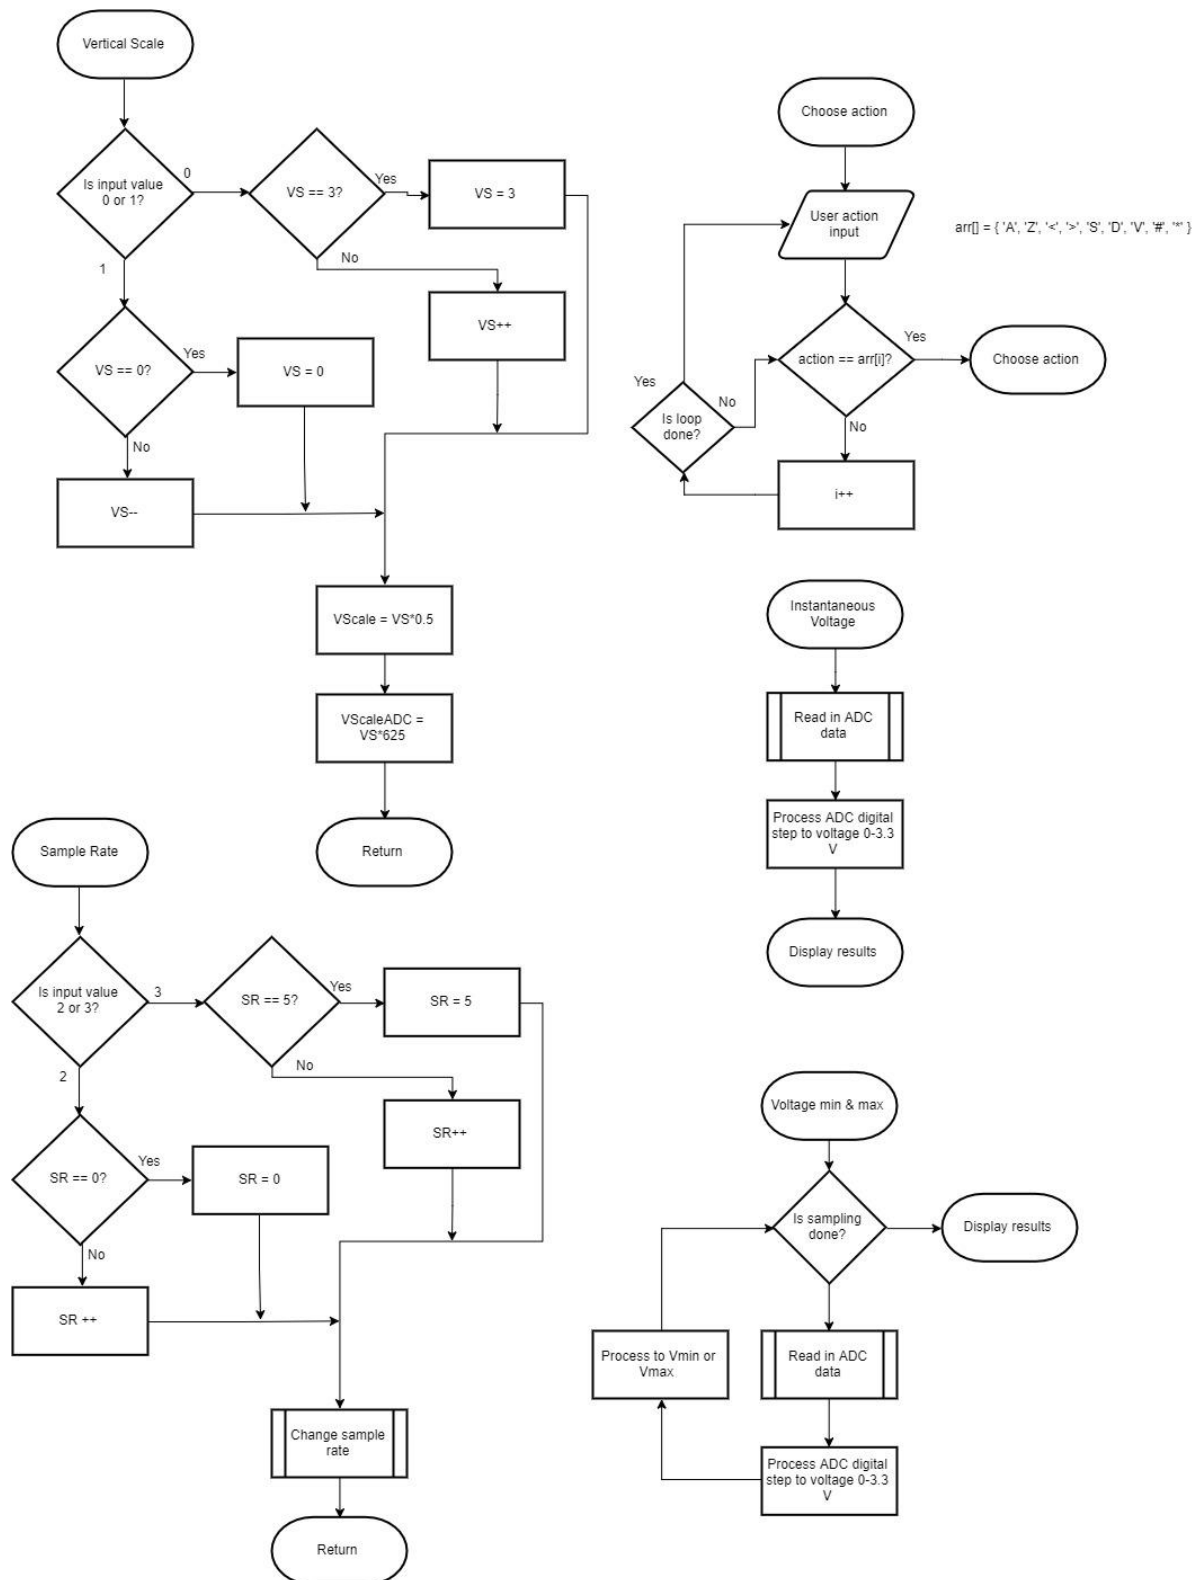 Vertical Scale
Is input value
0 or 1?
0
VS == 3?
Yes
VS = 3
No
VS++
1
VS == 0?
Yes
VS = 0
No
VS--
VScale = VS*0.5
VScaleADC =
VS*625
Return
Choose action
User action
input
arr[] = { 'A', 'Z', '<', '>', 'S', 'D', 'V', '#', '*' }
action == arr[i]?
Yes
Choose action
No
i++
Is loop
done?
Yes
No
Instantaneous
Voltage
Read in ADC
data
Process ADC digital
step to voltage 0-3.3
V
Display results
Sample Rate
Is input value
2 or 3?
3
SR == 5?
Yes
SR = 5
No
SR++
2
SR == 0?
Yes
SR = 0
No
SR ++
Change sample
rate
Return
Voltage min & max
Is sampling
done?
Display results
Read in ADC
data
Process ADC digital
step to voltage 0-3.3
V
Process to Vmin or
Vmax